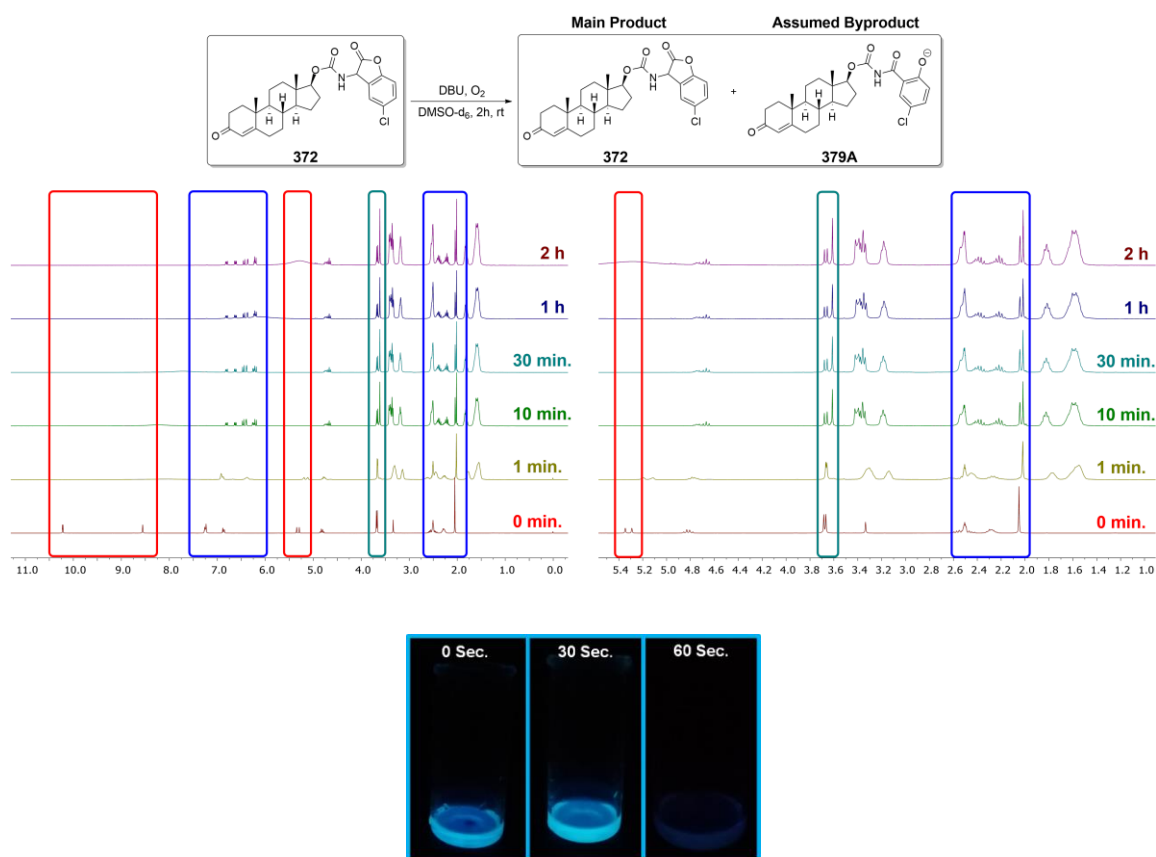 Main Product
Assumed Byproduct
O
O
O
O
N
H
H
H
H
Cl
O
372
DBU, O2
DMSO-d6, 2h, rt
O
O
O
O
N
H
H
H
H
Cl
O
372
+
O
O
O
O
NH
H
H
H
Cl
O
379A
2 h
1 h
30 min.
10 min.
1 min.
0 min.
11.0 10.0 9.0 8.0 7.0 6.0 5.0 4.0 3.0 2.0 1.0 0.0
2 h
1 h
30 min.
10 min.
1 min.
0 min.
5.4 5.2 5.0 4.8 4.6 4.4 4.2 4.0 3.8 3.6 3.4 3.2 3.0 2.8 2.6 2.4 2.2 2.0 1.8 1.6 1.4 1.2 1.0
0 Sec.
30 Sec.
60 Sec.